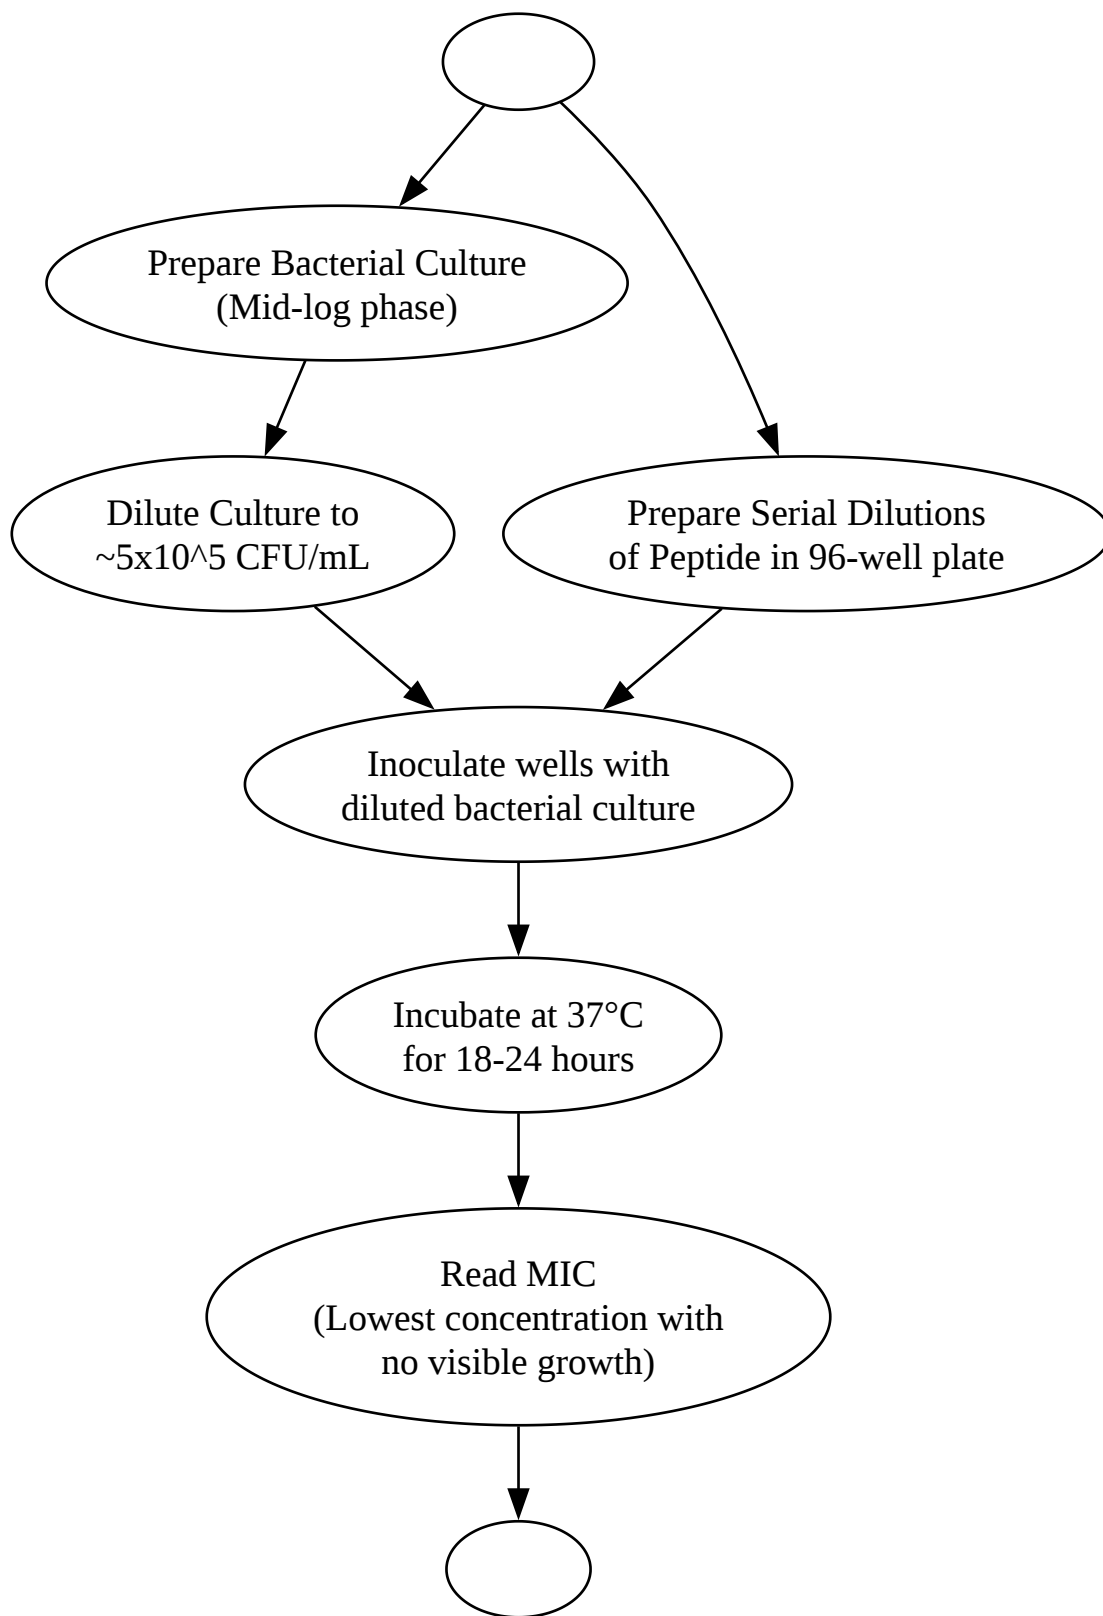 Prepare Bacterial Culture
(Mid-log phase)
Dilute Culture to
~5x10^5 CFU/mL
Prepare Serial Dilutions
of Peptide in 96-well plate
Inoculate wells with
diluted bacterial culture
Incubate at 37°C
for 18-24 hours
Read MIC
(Lowest concentration with
no visible growth)